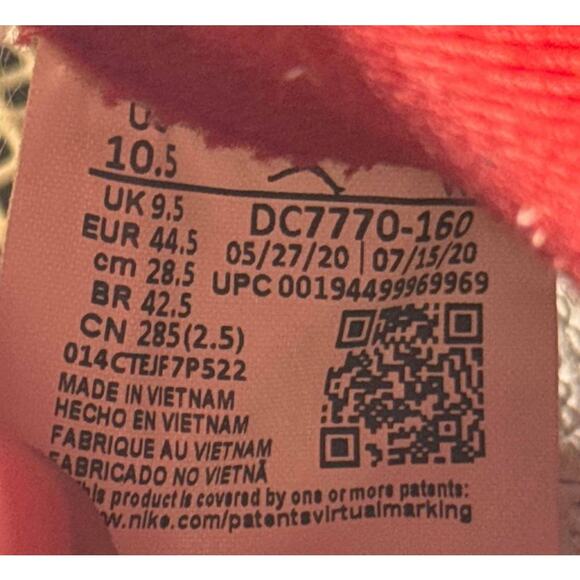 US
10.5
UK 9.5
EUR 44.5
cm 28.5
BR 42.5
CN 285(2.5)
014CTEJF7P522
DC7770-160
05/27/20 | 07/15/20
UPC 00194499969969
MADE IN VIETNAM
HECHO EN VIETNAM
FABRIQUE AU VIETNAM
FABRICADO NO VIETNÃ
This product is covered by one or more patents:
www.nike.com/patentsvirtualmarking